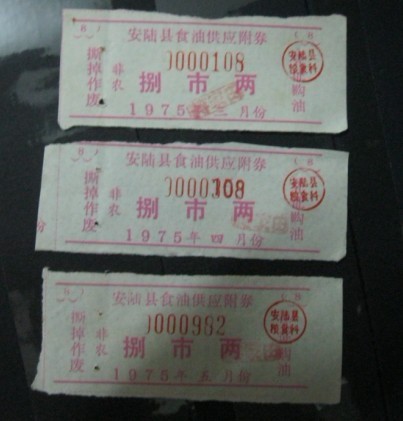 安陆县食油供应附券
0000108
撕掉作废
非农
捌市两
购油
安陆县
粮食科
1975年三月份
安陆县食油供应附券
撕掉作废
非农
捌市两
购油
安陆县
粮食科
1975年四月份
安陆县食油供应附券
0000982
撕掉作废
非农
捌市两
购油
安陆县
粮食科
1975年五月份